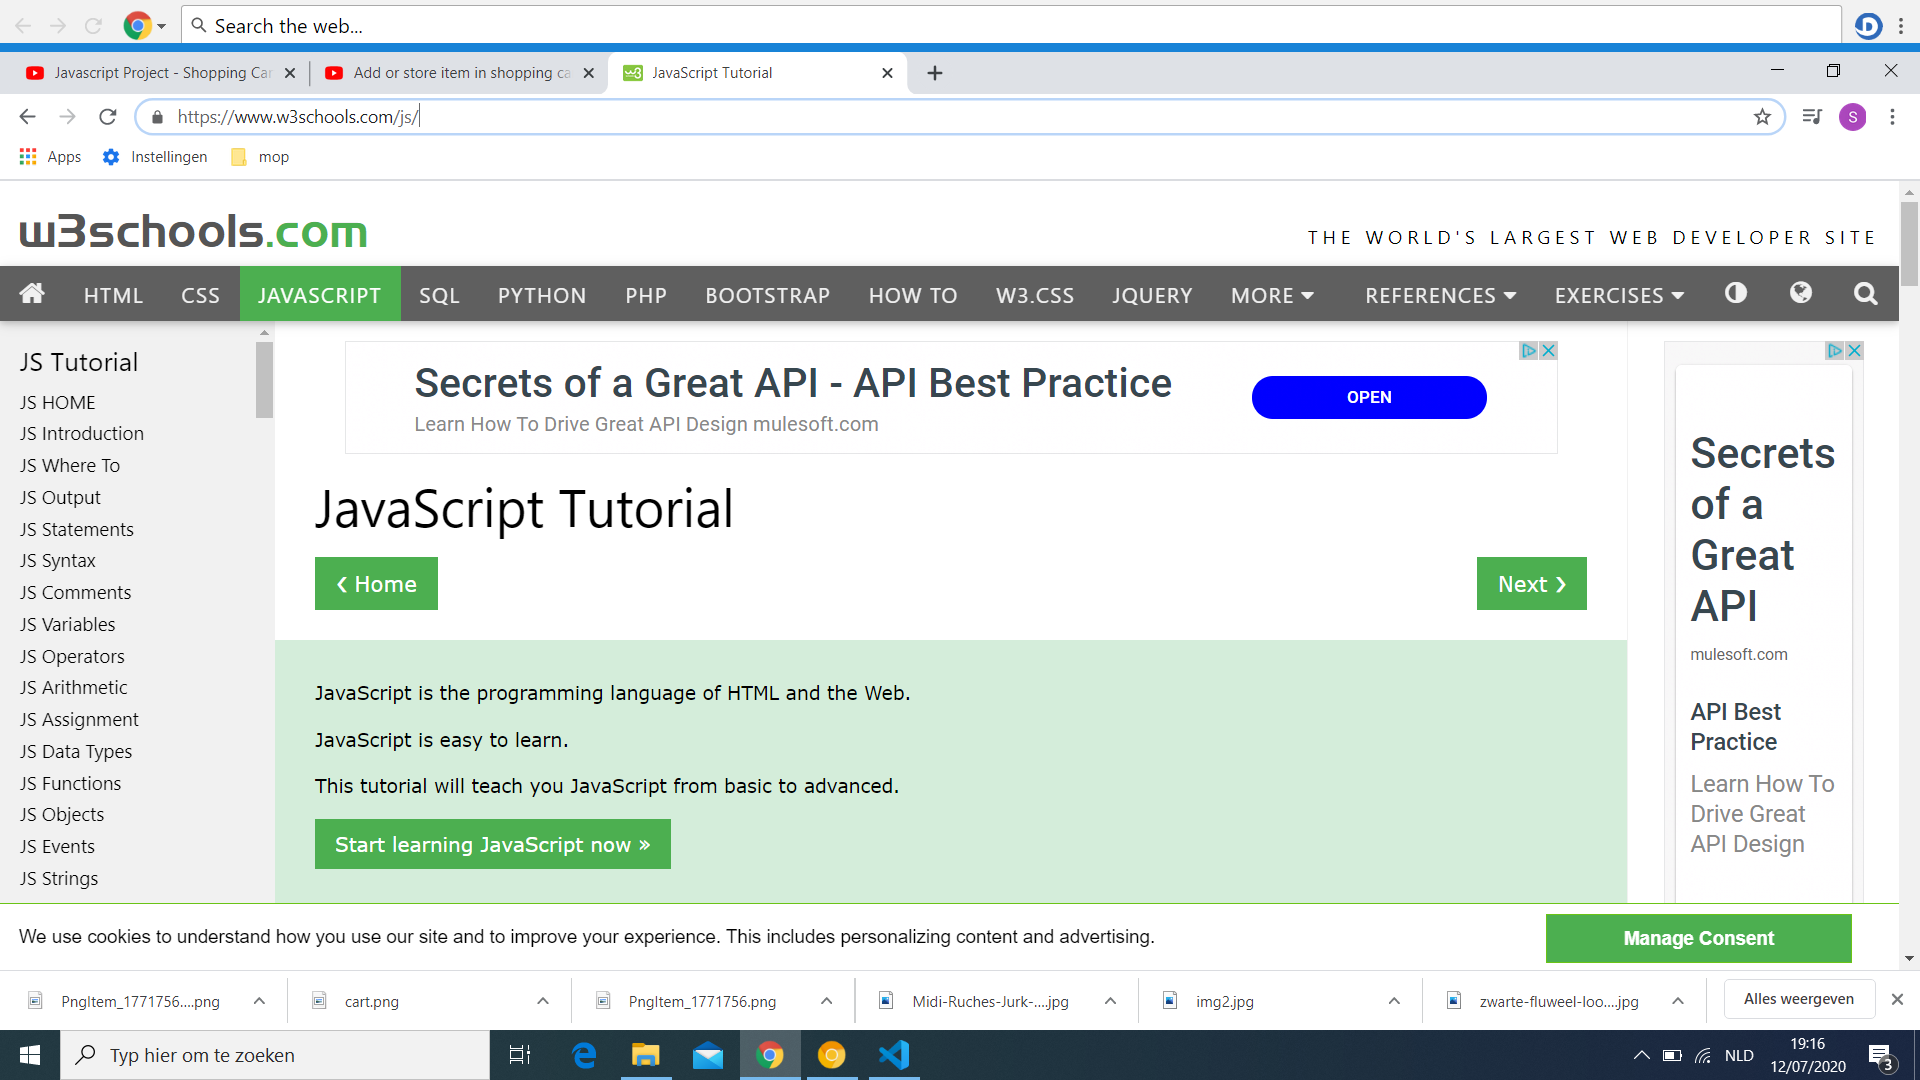 Search the web...
Javascript Project - Shopping Car
Add or store item in shopping ca
JavaScript Tutorial
https://www.w3schools.com/js/
S
Apps
Instellingen
mop
w3schools.com
THE WORLD'S LARGEST WEB DEVELOPER SITE
HTML
CSS
JAVASCRIPT
SQL
PYTHON
PHP
BOOTSTRAP
HOW TO
W3.CSS
JQUERY
MORE
REFERENCES
EXERCISES
JS Tutorial
JS HOME
JS Introduction
JS Where To
JS Output
JS Statements
JS Syntax
JS Comments
JS Variables
JS Operators
JS Arithmetic
JS Assignment
JS Data Types
JS Functions
JS Objects
JS Events
JS Strings
Secrets of a Great API - API Best Practice
Learn How To Drive Great API Design mulesoft.com
OPEN
JavaScript Tutorial
❮ Home
Next ❯
JavaScript is the programming language of HTML and the Web.
JavaScript is easy to learn.
This tutorial will teach you JavaScript from basic to advanced.
Start learning JavaScript now »
Secrets
of a
Great
API
mulesoft.com
API Best
Practice
Learn How To
Drive Great
API Design
We use cookies to understand how you use our site and to improve your experience. This includes personalizing content and advertising.
Manage Consent
PngItem_1771756....png
cart.png
PngItem_1771756.png
Midi-Ruches-Jurk-....jpg
img2.jpg
zwarte-fluweel-loo....jpg
Alles weergeven
Typ hier om te zoeken
NLD
19:16
12/07/2020
3